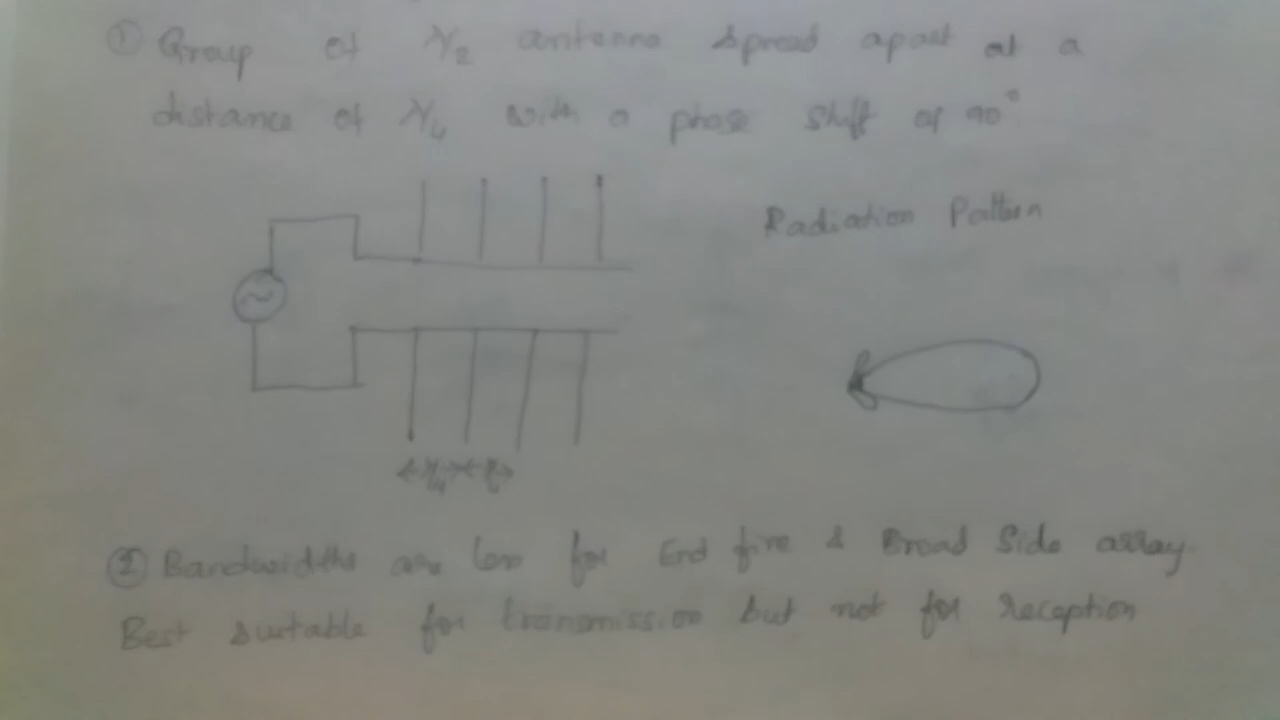 ① Group of λ/2 antenna spread apart at a
distance of λ/4 with a phase shift of 90°
Radiation Pattern
~
λ/4
② Bandwidths are low for End fire & Broad Side array
Best suitable for transmission but not for reception